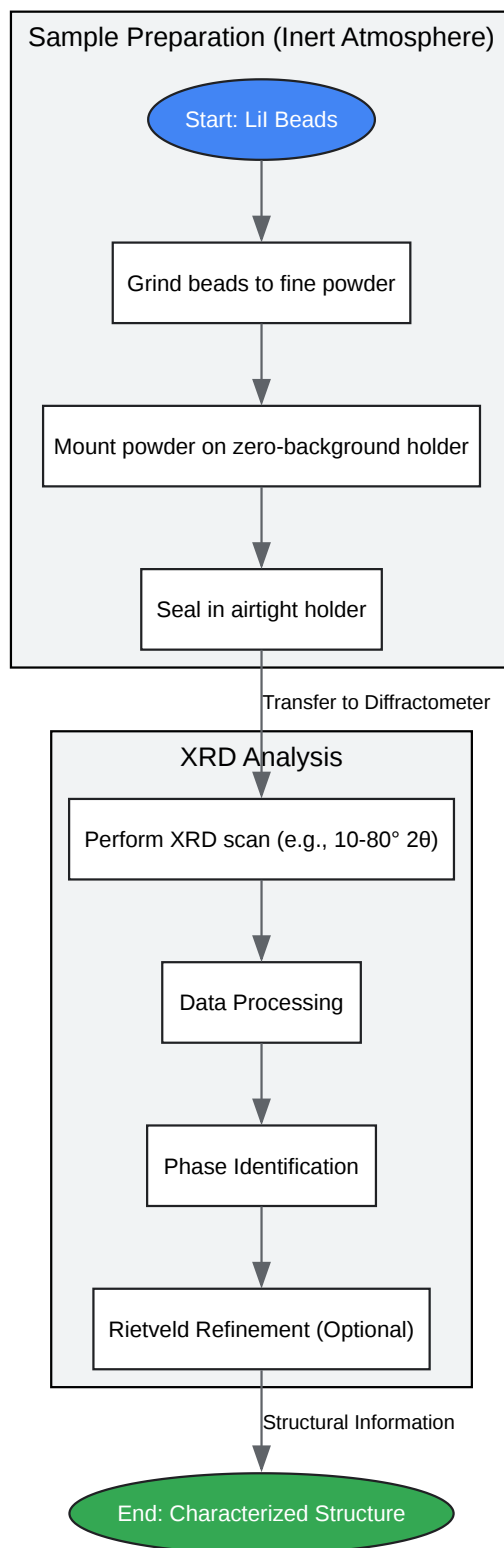 Sample Preparation (Inert Atmosphere)
Start: LiI Beads
Grind beads to fine powder
Mount powder on zero-background holder
Seal in airtight holder
Transfer to Diffractometer
XRD Analysis
Perform XRD scan (e.g., 10-80° 2θ)
Data Processing
Phase Identification
Rietveld Refinement (Optional)
Structural Information
End: Characterized Structure